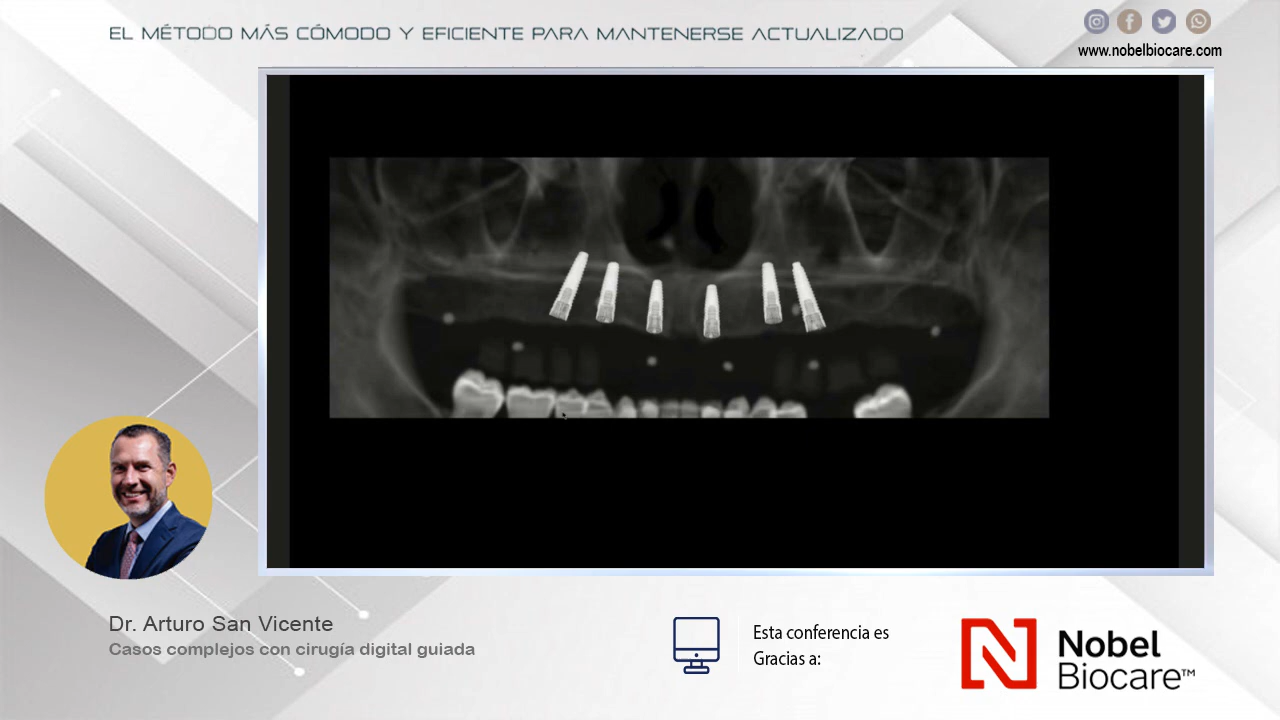 EL MÉTODO MÁS CÓMODO Y EFICIENTE PARA MANTENERSE ACTUALIZADO
www.nobelbiocare.com
Dr. Arturo San Vicente
Casos complejos con cirugía digital guiada
Esta conferencia es
Gracias a:
Nobel
Biocare™